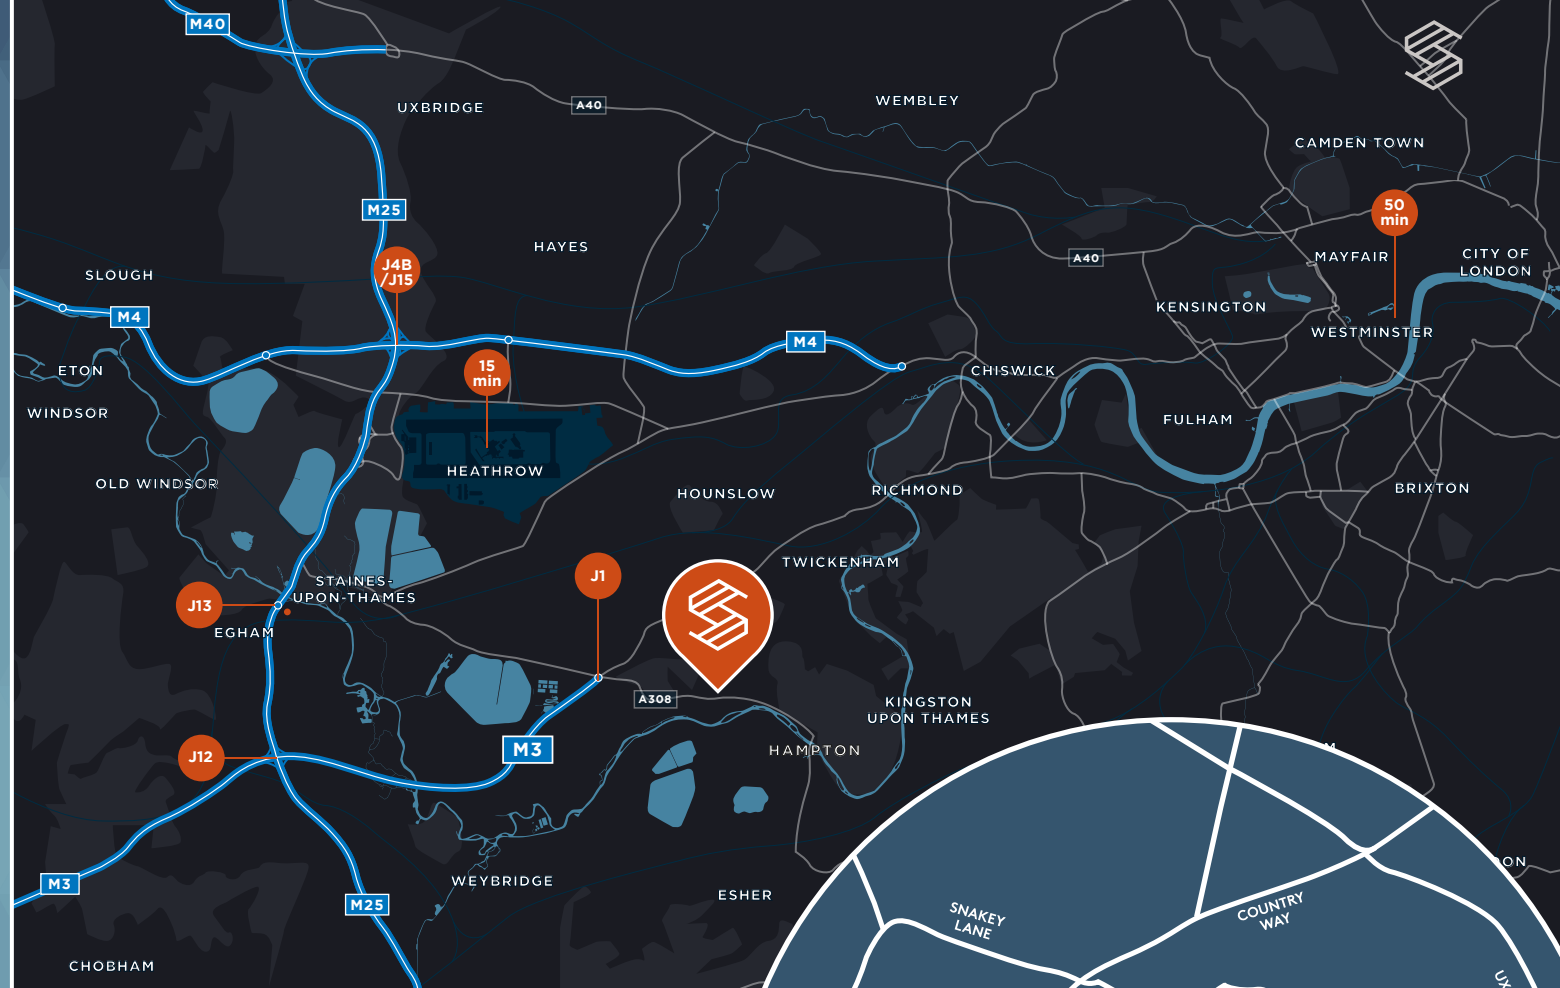 M40
UXBRIDGE
A40
WEMBLEY
CAMDEN TOWN
M25
50
min
HAYES
MAYFAIR
CITY OF
LONDON
A40
J4B
/J15
SLOUGH
M4
KENSINGTON
WESTMINSTER
M4
ETON
15
min
CHISWICK
WINDSOR
FULHAM
HEATHROW
OLD WINDSOR
HOUNSLOW
RICHMOND
BRIXTON
TWICKENHAM
STAINES-
UPON-THAMES
J1
J13
EGHAM
A308
KINGSTON
UPON THAMES
M3
HAMPTON
J12
M3
M25
WEYBRIDGE
ESHER
CHOBHAM
SNAKEY
LANE
COUNTRY
WAY